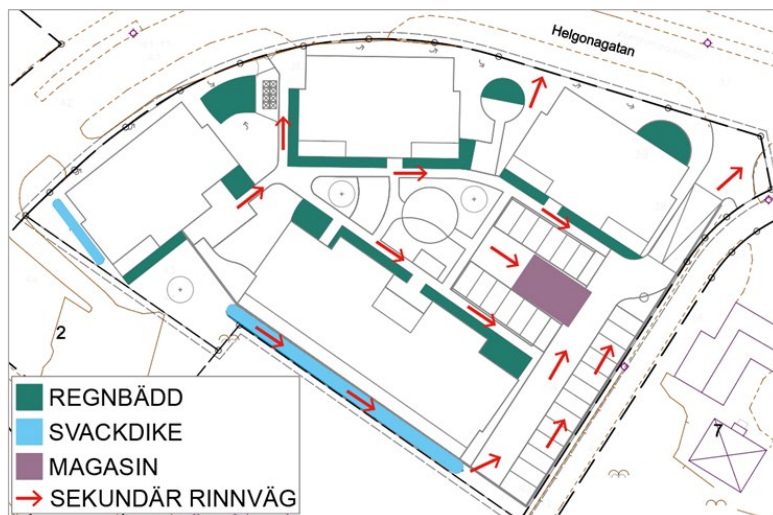 Helgonagatan
2
7
REGNBÄDD
SVACKDIKE
MAGASIN
SEKUNDÄR RINNVÄG